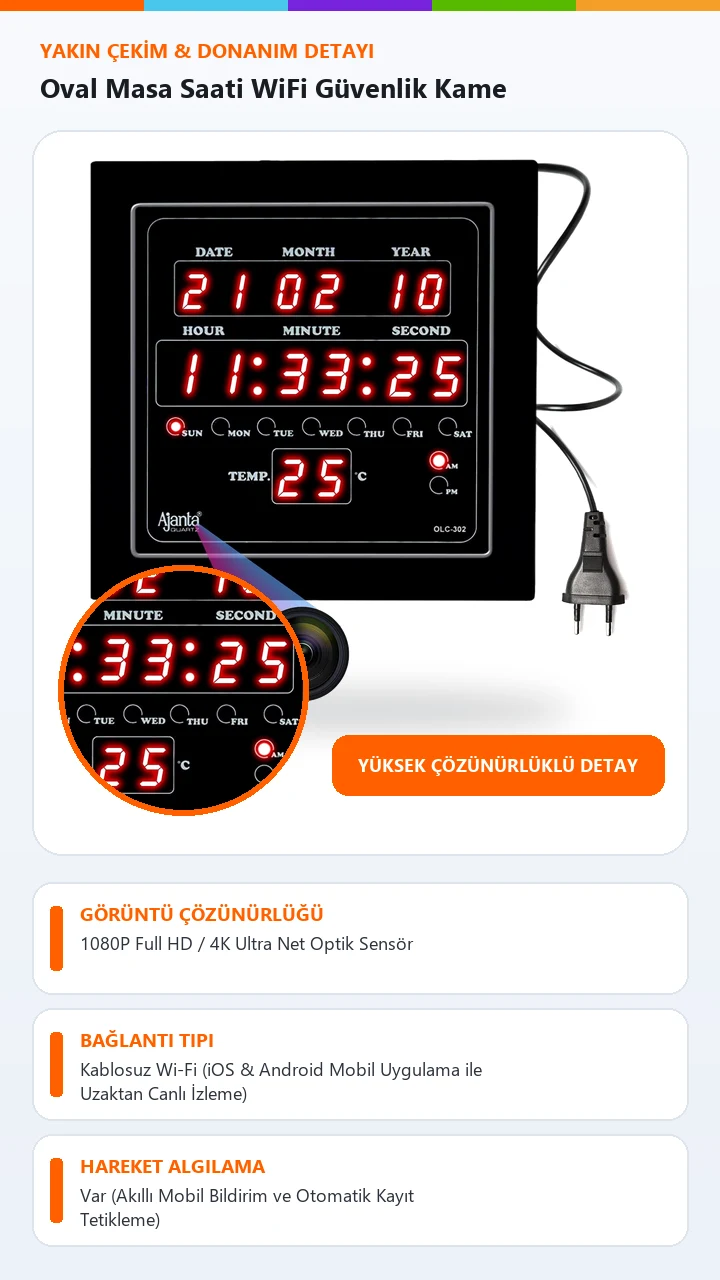 YAKIN ÇEKİM & DONANIM DETAYI
Oval Masa Saati WiFi Güvenlik Kame
DATE MONTH YEAR
21 02 10
HOUR MINUTE SECOND
11:33:25
SUN MON TUE WED THU FRI SAT
TEMP. 25 °C
AM
PM
Ajanta®
QUARTZ
OLC-302
MINUTE SECOND
:33:25
TUE WED THU FRI SAT
25 °C
AM
YÜKSEK ÇÖZÜNÜRLÜKLÜ DETAY
GÖRÜNTÜ ÇÖZÜNÜRLÜĞÜ
1080P Full HD / 4K Ultra Net Optik Sensör
BAĞLANTI TIPI
Kablosuz Wi-Fi (iOS & Android Mobil Uygulama ile
Uzaktan Canlı İzleme)
HAREKET ALGILAMA
Var (Akıllı Mobil Bildirim ve Otomatik Kayıt
Tetikleme)